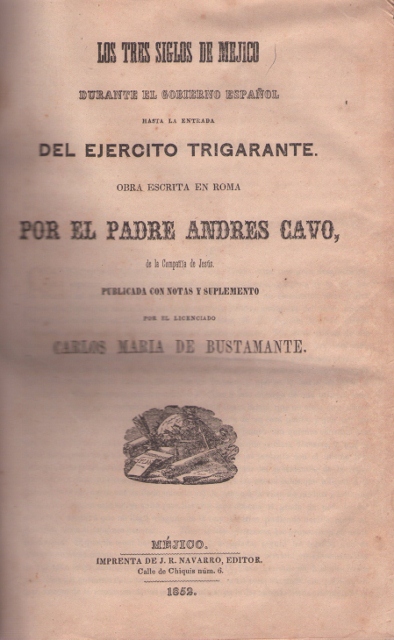 LOS TRES SIGLOS DE MEJICO
DURANTE EL GOBIERNO ESPAÑOL
HASTA LA ENTRADA
DEL EJERCITO TRIGARANTE.
OBRA ESCRITA EN ROMA
POR EL PADRE ANDRES CAVO,
de la Compañia de Jesus.
PUBLICADA CON NOTAS Y SUPLEMENTO
POR EL LICENCIADO
CARLOS MARIA DE BUSTAMANTE.
MÉJICO.
IMPRENTA DE J. R. NAVARRO, EDITOR.
Calle de Chiquis núm. 6.
1852.